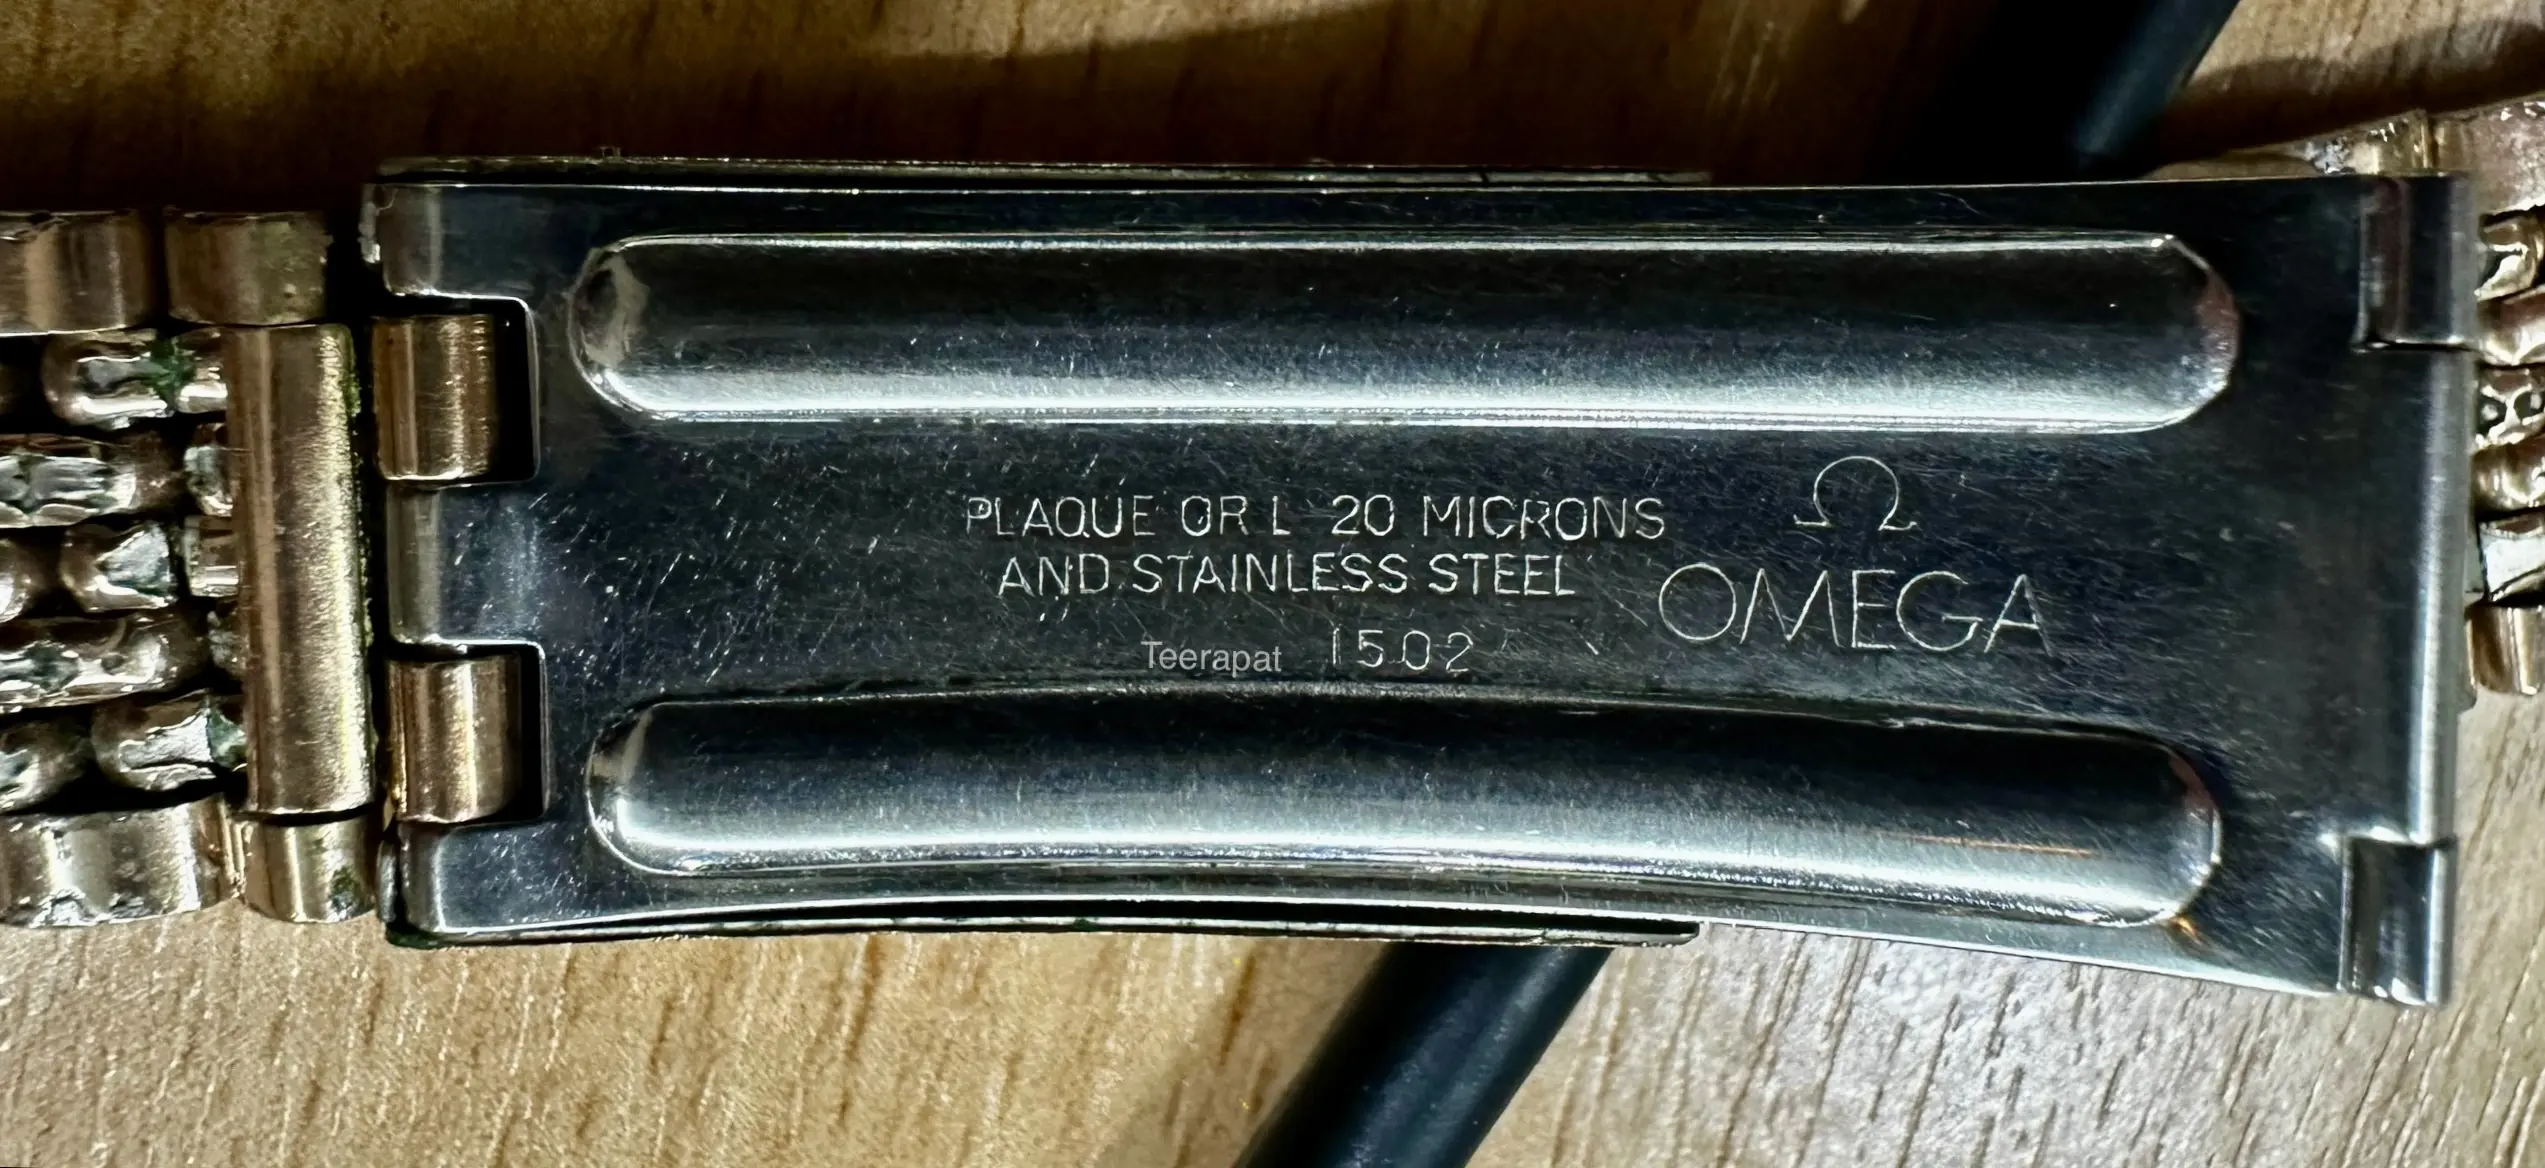 PLAQUE OR L 20 MICRONS
AND STAINLESS STEEL
1502
Ω
OMEGA
Teerapat